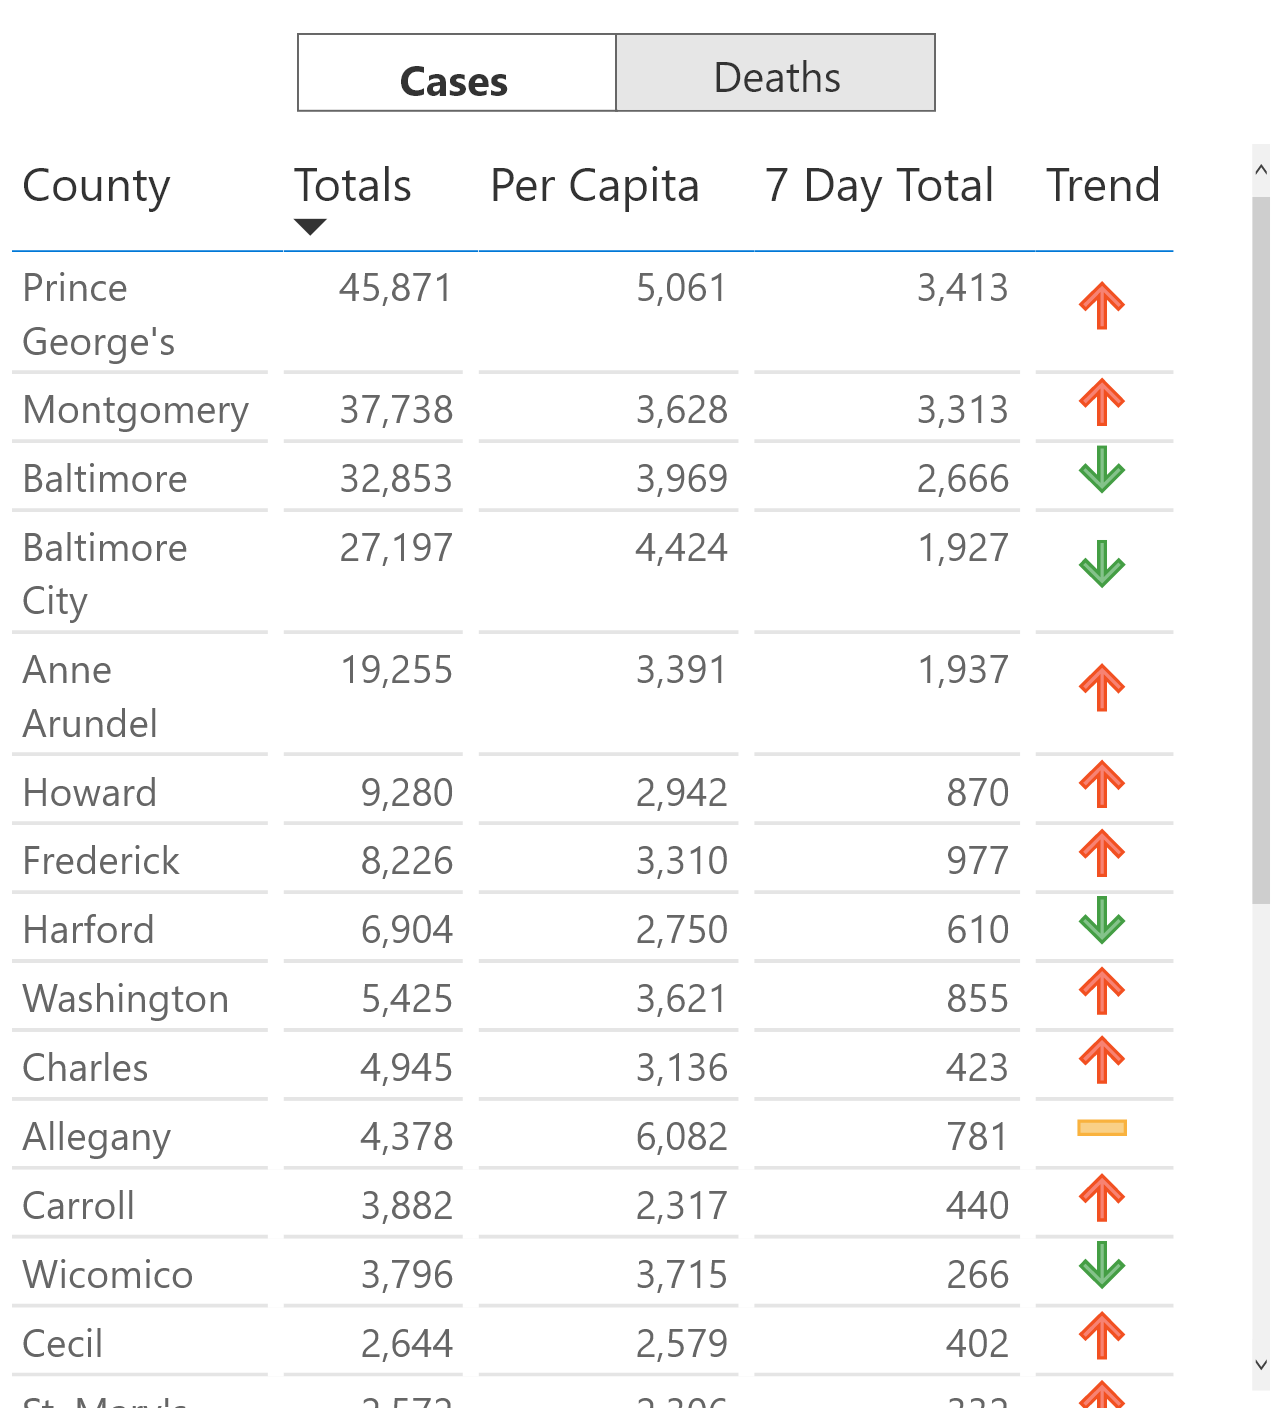 Cases Deaths
County Totals Per Capita 7 Day Total Trend
Prince 45,871 5,061 3,413
George's
Montgomery 37,738 3,628 3,313
Baltimore 32,853 3,969 2,666
Baltimore 27,197 4,424 1,927
City
Anne 19,255 3,391 1,937
Arundel
Howard 9,280 2,942 870
Frederick 8,226 3,310 977
Harford 6,904 2,750 610
Washington 5,425 3,621 855
Charles 4,945 3,136 423
Allegany 4,378 6,082 781
Carroll 3,882 2,317 440
Wicomico 3,796 3,715 266
Cecil 2,644 2,579 402
St. Mary's